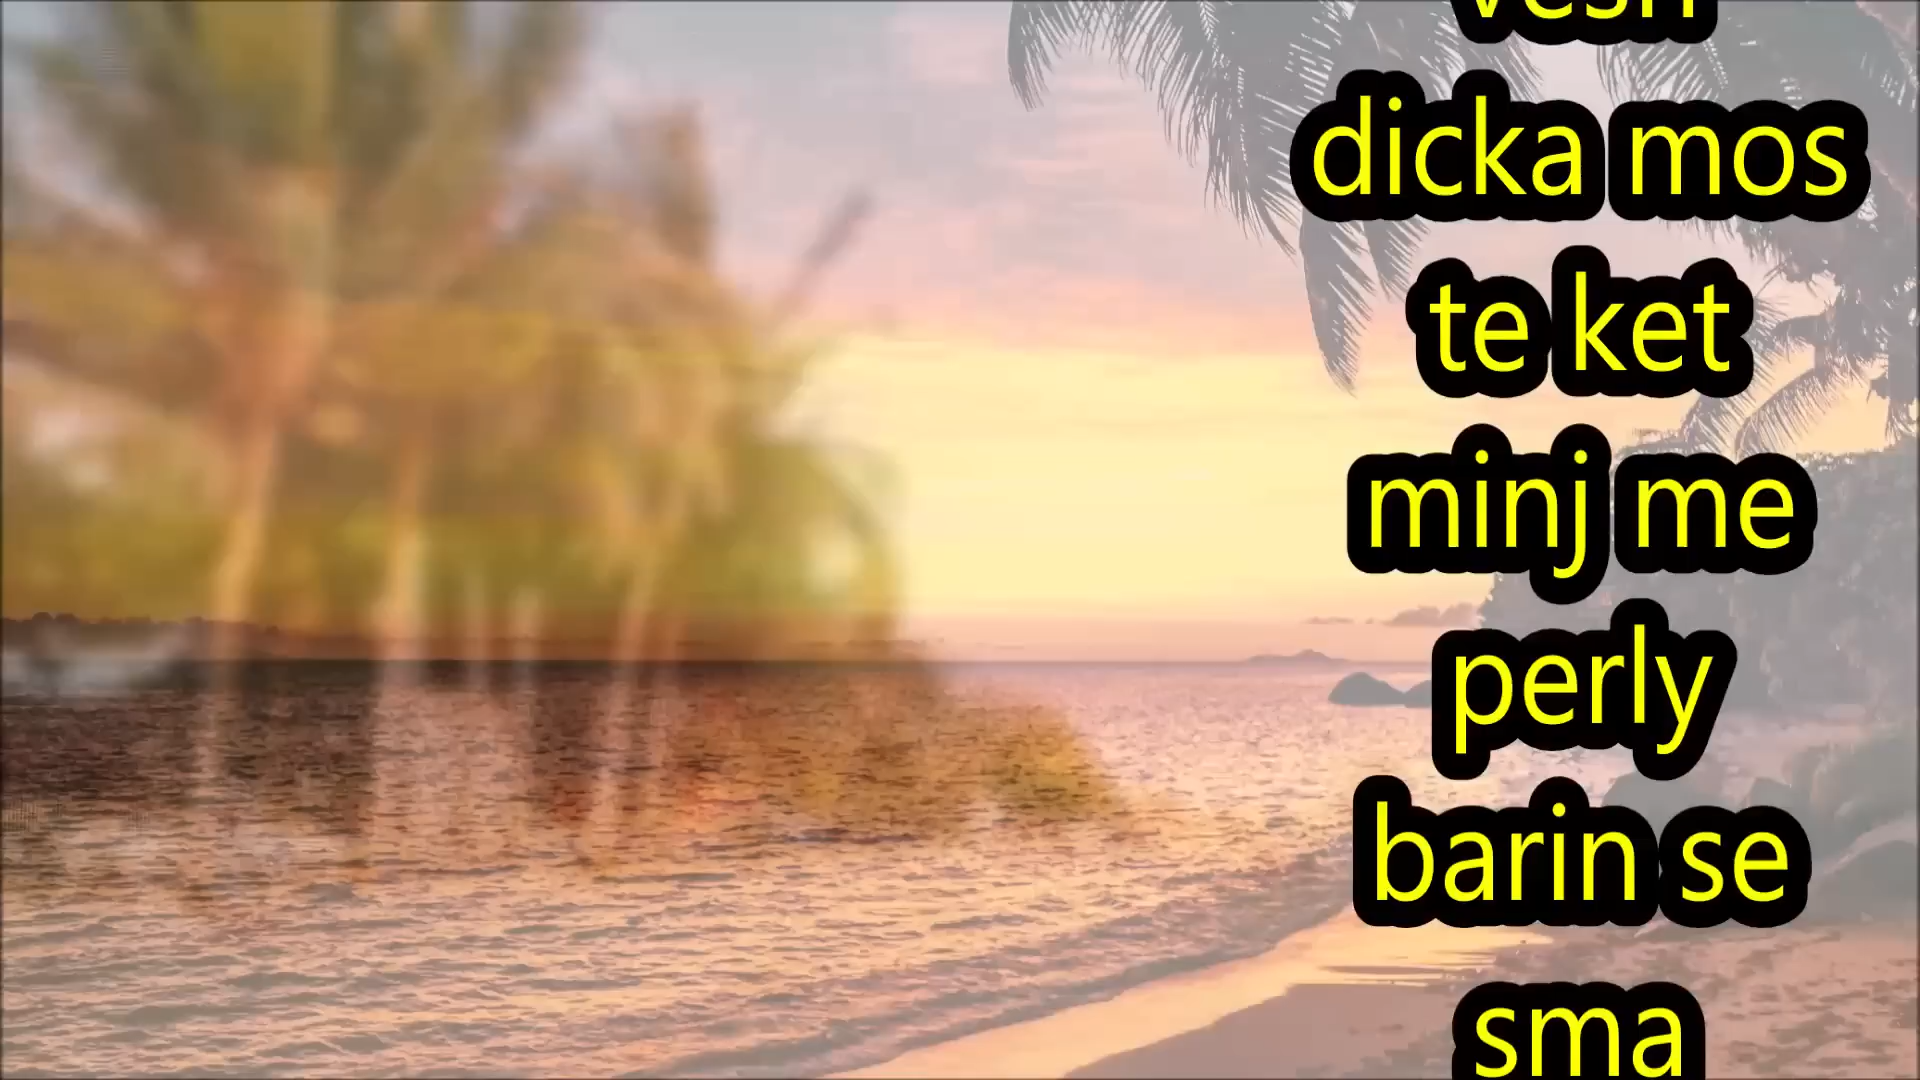 vesh
dicka mos
te ket
minj me
perly
barin se
sma